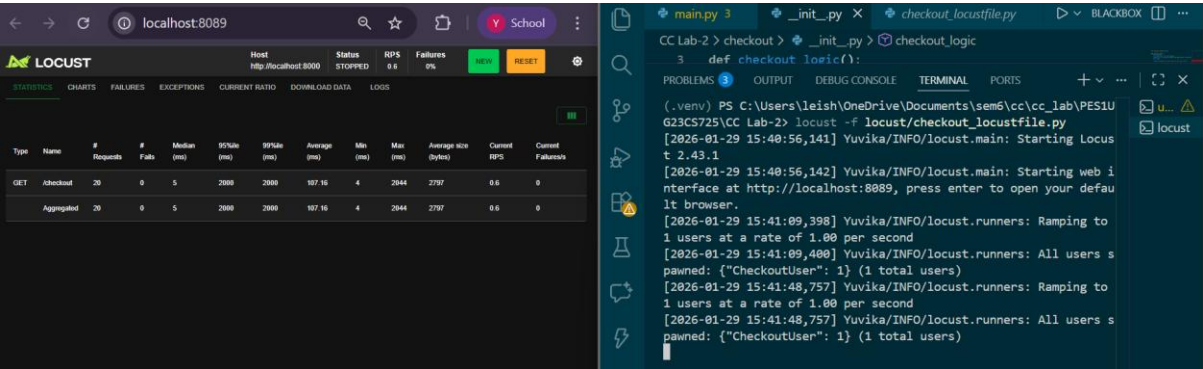 localhost:8089
Y School
LOCUST
Host
http://localhost:8000
Status
STOPPED
RPS
0.6
Failures
0%
NEW
RESET
STATISTICS CHARTS FAILURES EXCEPTIONS CURRENT RATIO DOWNLOAD DATA LOGS
Type Name # Requests # Fails Median (ms) 95%ile (ms) 99%ile (ms) Average (ms) Min (ms) Max (ms) Average size (bytes) Current RPS Current Failures/s
GET /checkout 20 0 5 2000 2000 107.16 4 2044 2797 0.6 0
Aggregated 20 0 5 2000 2000 107.16 4 2044 2797 0.6 0
main.py 3 __init__.py checkout_locustfile.py BLACKBOX
CC Lab-2 > checkout > __init__.py > checkout_logic
3 def checkout_logic():
PROBLEMS 3 OUTPUT DEBUG CONSOLE TERMINAL PORTS
(.venv) PS C:\Users\leish\OneDrive\Documents\sem6\cc\cc_lab\PES1U
G23CS725\CC Lab-2> locust -f locust/checkout_locustfile.py
[2026-01-29 15:40:56,141] Yuvika/INFO/locust.main: Starting Locus
t 2.43.1
[2026-01-29 15:40:56,142] Yuvika/INFO/locust.main: Starting web i
nterface at http://localhost:8089, press enter to open your defau
lt browser.
[2026-01-29 15:41:09,398] Yuvika/INFO/locust.runners: Ramping to
1 users at a rate of 1.00 per second
[2026-01-29 15:41:09,400] Yuvika/INFO/locust.runners: All users s
pawned: {"CheckoutUser": 1} (1 total users)
[2026-01-29 15:41:48,757] Yuvika/INFO/locust.runners: Ramping to
1 users at a rate of 1.00 per second
[2026-01-29 15:41:48,757] Yuvika/INFO/locust.runners: All users s
pawned: {"CheckoutUser": 1} (1 total users)
u...
locust